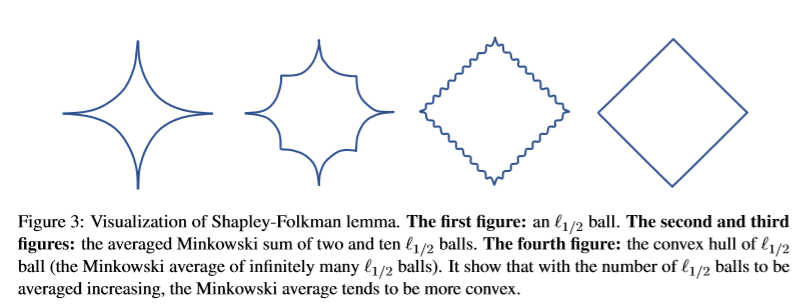 Figure 3: Visualization of Shapley-Folkman lemma. The first figure: an ℓ1/2 ball. The second and third
figures: the averaged Minkowski sum of two and ten ℓ1/2 balls. The fourth figure: the convex hull of ℓ1/2
ball (the Minkowski average of infinitely many ℓ1/2 balls). It show that with the number of ℓ1/2 balls to be
averaged increasing, the Minkowski average tends to be more convex.